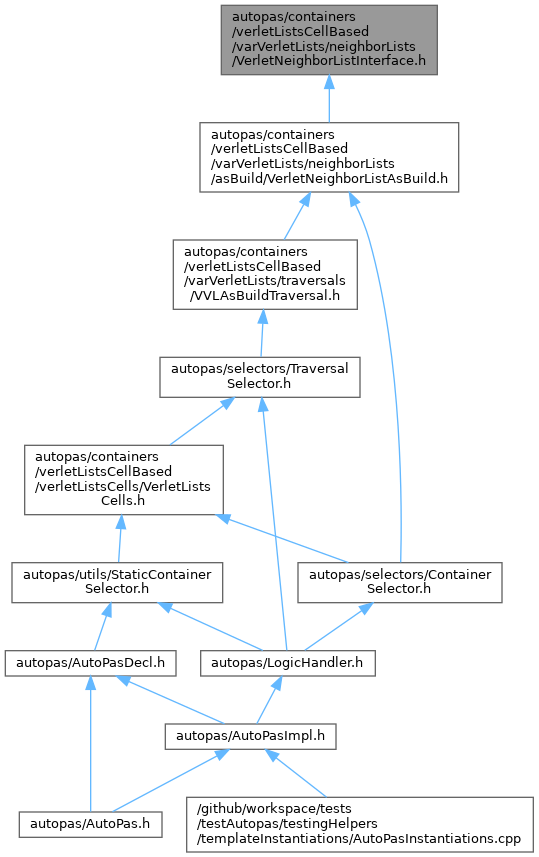 autopas/containers
/verletListsCellBased
/varVerletLists/neighborLists
/VerletNeighborListInterface.h
autopas/containers
/verletListsCellBased
/varVerletLists/neighborLists
/asBuild/VerletNeighborListAsBuild.h
autopas/containers
/verletListsCellBased
/varVerletLists/traversals
/VVLAsBuildTraversal.h
autopas/selectors/Traversal
Selector.h
autopas/containers
/verletListsCellBased
/verletListsCells/VerletLists
Cells.h
autopas/utils/StaticContainer
Selector.h
autopas/selectors/Container
Selector.h
autopas/AutoPasDecl.h
autopas/LogicHandler.h
autopas/AutoPasImpl.h
autopas/AutoPas.h
/github/workspace/tests
/testAutopas/testingHelpers
/templateInstantiations/AutoPasInstantiations.cpp